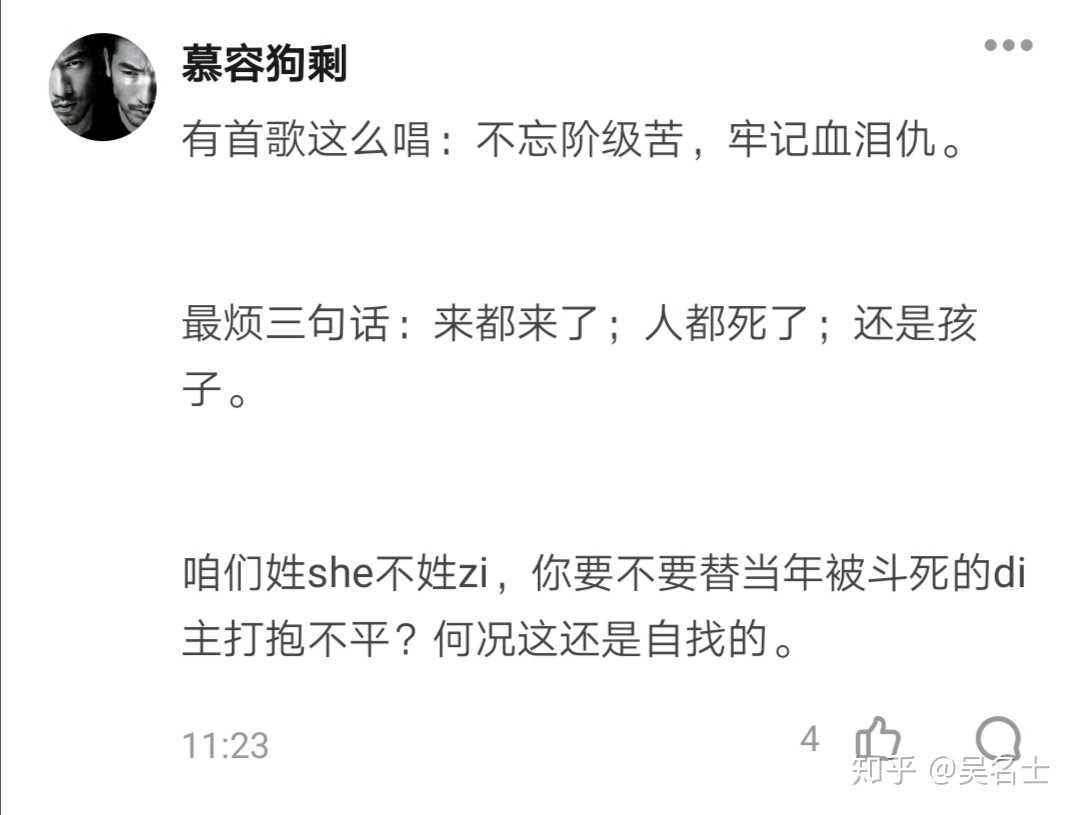 慕容狗剩
有首歌这么唱：不忘阶级苦，牢记血泪仇。
最烦三句话：来都来了；人都死了；还是孩
子。
咱们姓she不姓zi，你要不要替当年被斗死的di
主打抱不平？何况这还是自找的。
11:23
4
知乎 @吴名士